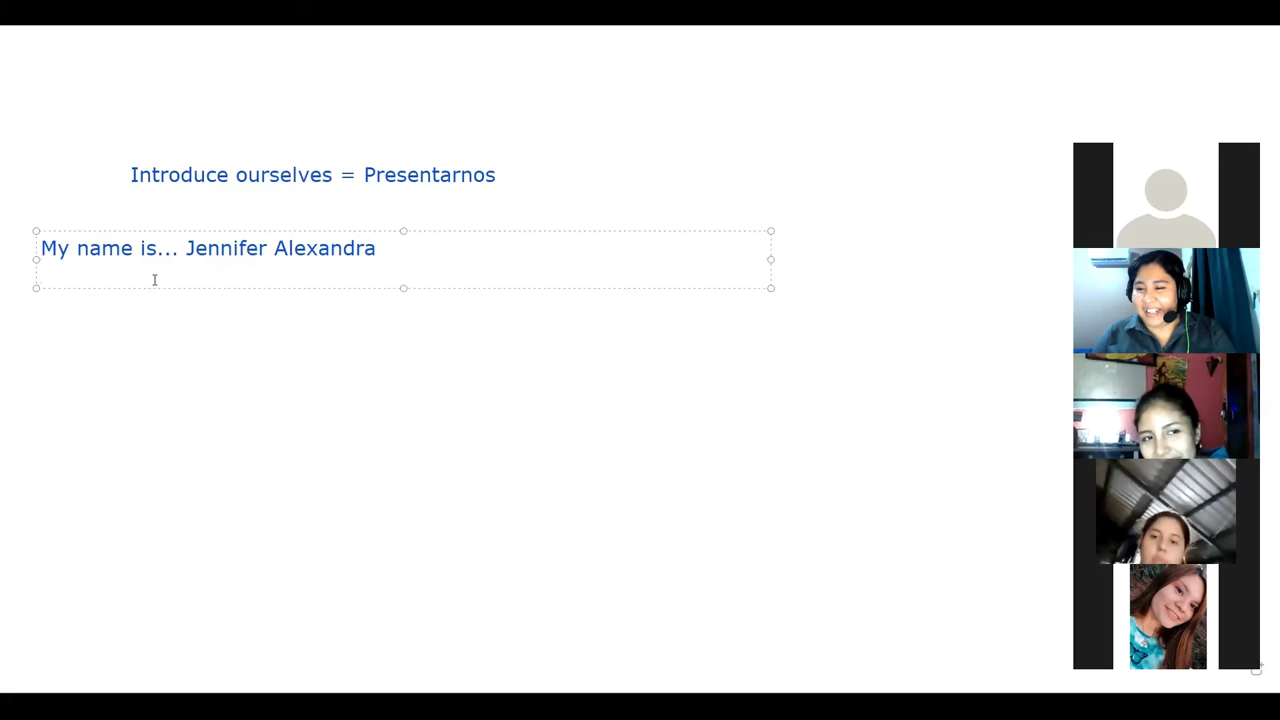 Introduce ourselves = Presentarnos
My name is... Jennifer Alexandra